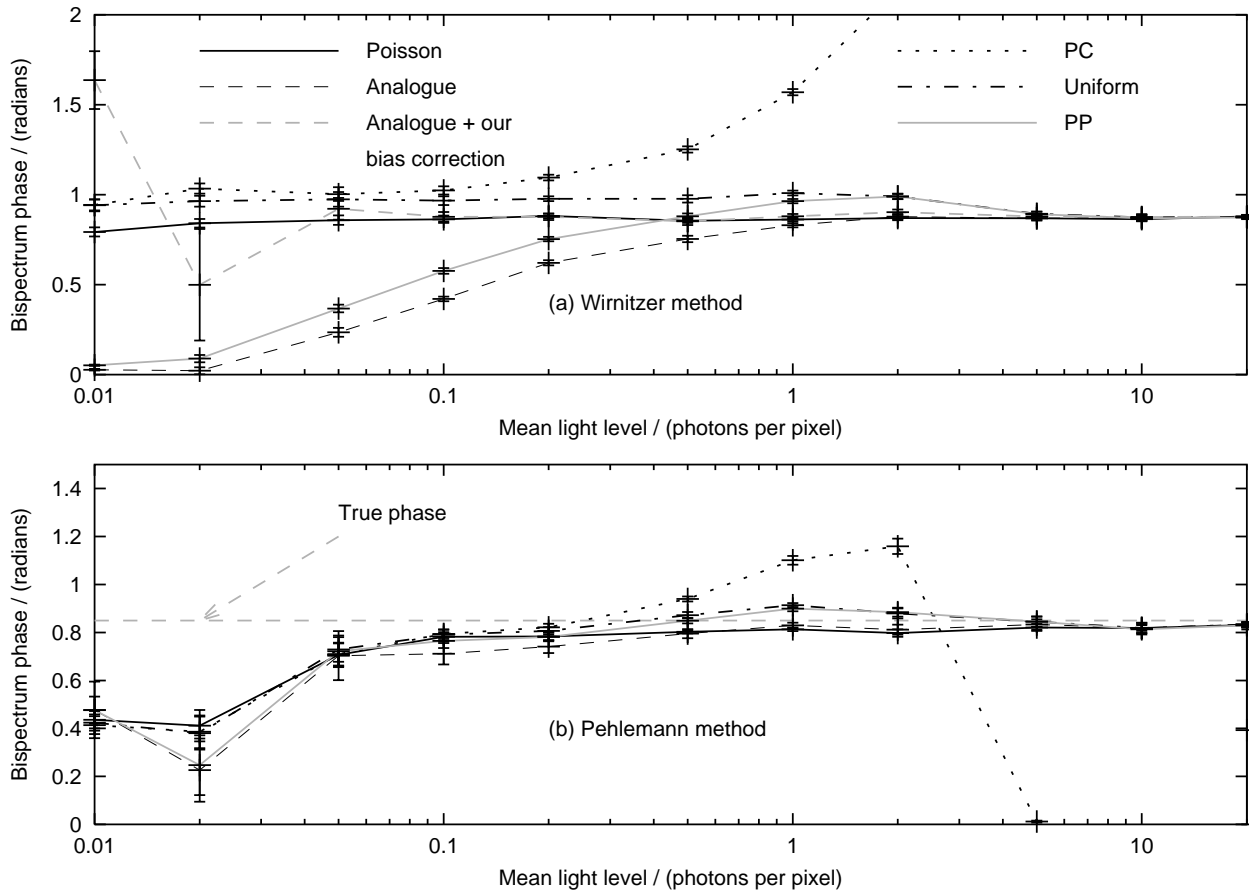 2
1.5
1
0.5
0
Bispectrum phase / (radians)
Poisson
Analogue
Analogue + our
bias correction
PC
Uniform
PP
(a) Wirnitzer method
0.01
0.1
1
10
Mean light level / (photons per pixel)
1.4
1.2
1
0.8
0.6
0.4
0.2
0
Bispectrum phase / (radians)
True phase
(b) Pehlemann method
0.01
0.1
1
10
Mean light level / (photons per pixel)